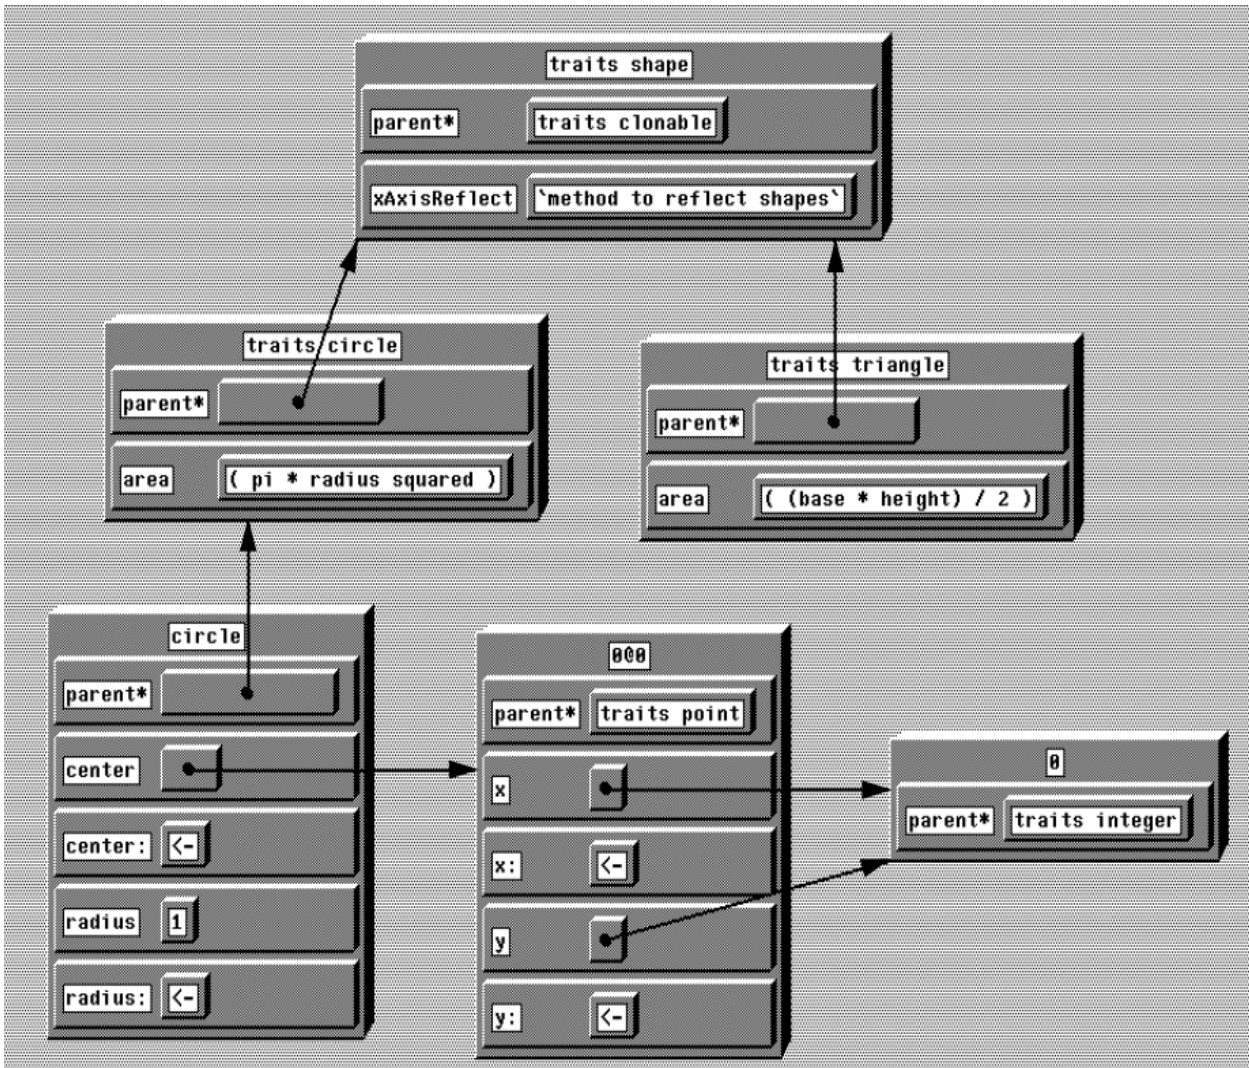 traits shape
parent* traits clonable
xAxisReflect `method to reflect shapes`
traits circle
parent*
area ( pi * radius squared )
traits triangle
parent*
area ( (base * height) / 2 )
circle
parent*
center
center: <-
radius 1
radius: <-
0@0
parent* traits point
x
x: <-
y
y: <-
0
parent* traits integer